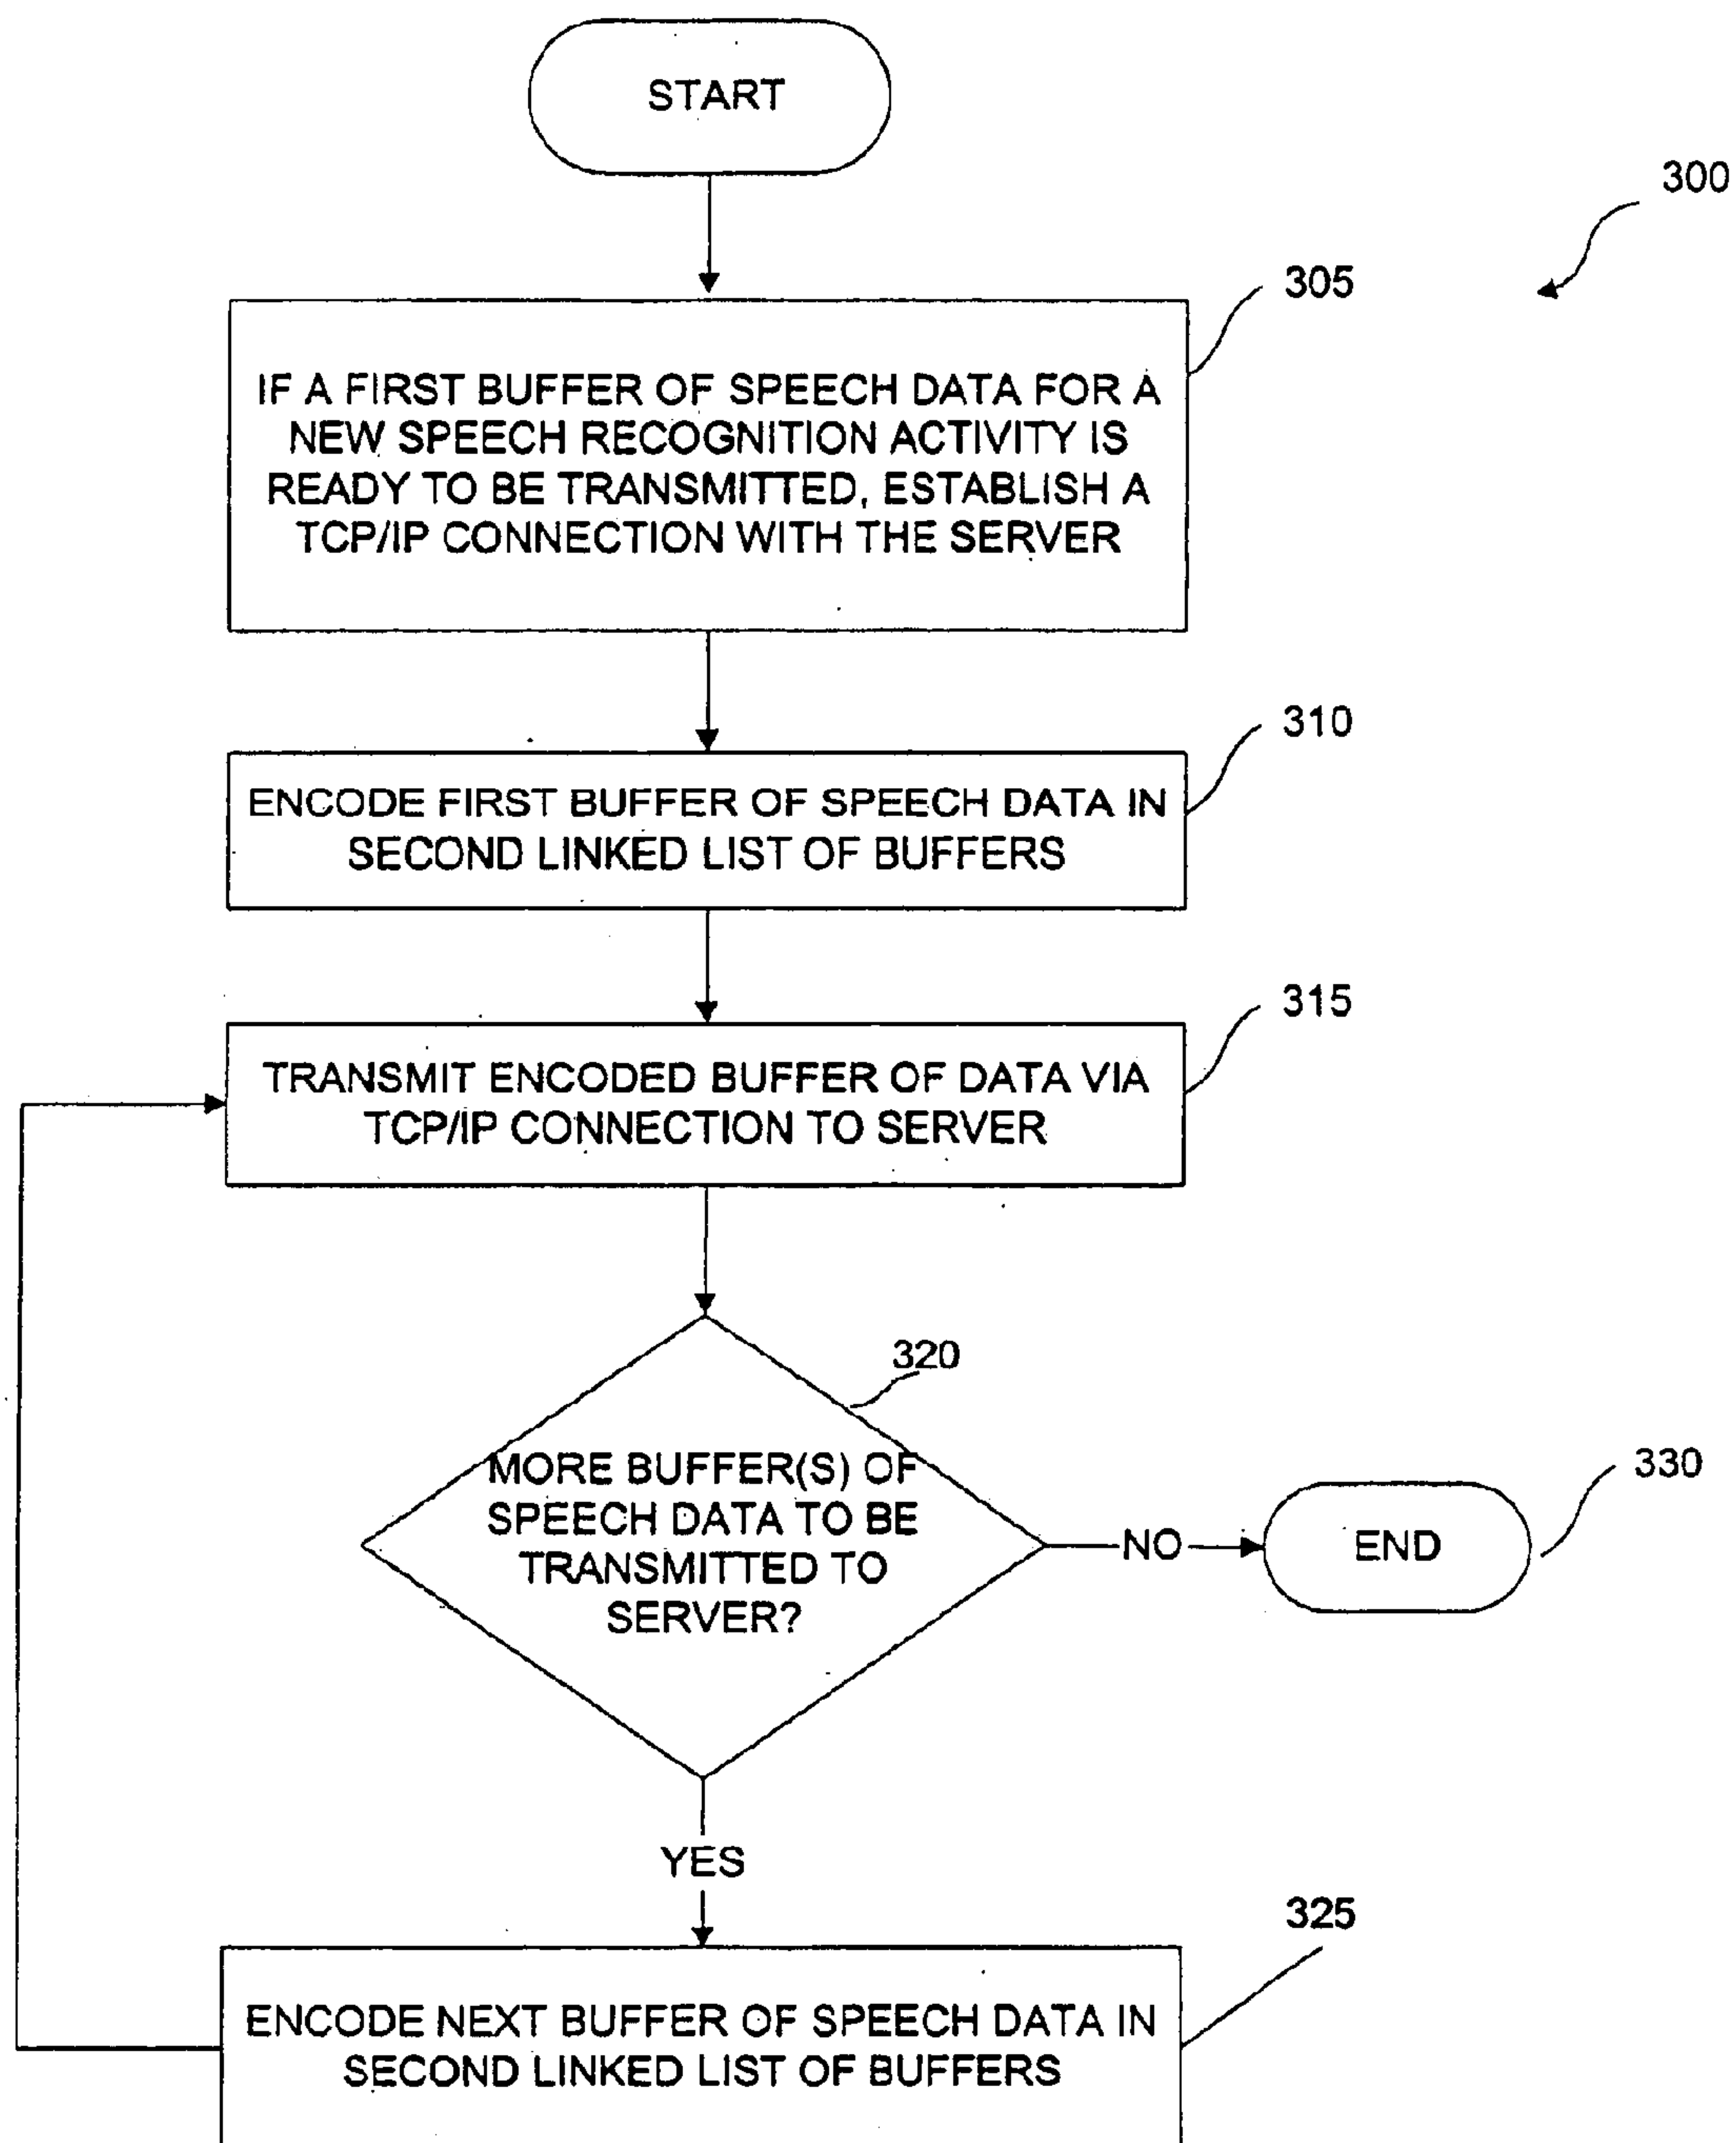 START
300
305
IF A FIRST BUFFER OF SPEECH DATA FOR A
NEW SPEECH RECOGNITION ACTIVITY IS
READY TO BE TRANSMITTED, ESTABLISH A
TCP/IP CONNECTION WITH THE SERVER
310
ENCODE FIRST BUFFER OF SPEECH DATA IN
SECOND LINKED LIST OF BUFFERS
315
TRANSMIT ENCODED BUFFER OF DATA VIA
TCP/IP CONNECTION TO SERVER
320
MORE BUFFER(S) OF
SPEECH DATA TO BE
TRANSMITTED TO
SERVER?
NO
END
330
YES
325
ENCODE NEXT BUFFER OF SPEECH DATA IN
SECOND LINKED LIST OF BUFFERS